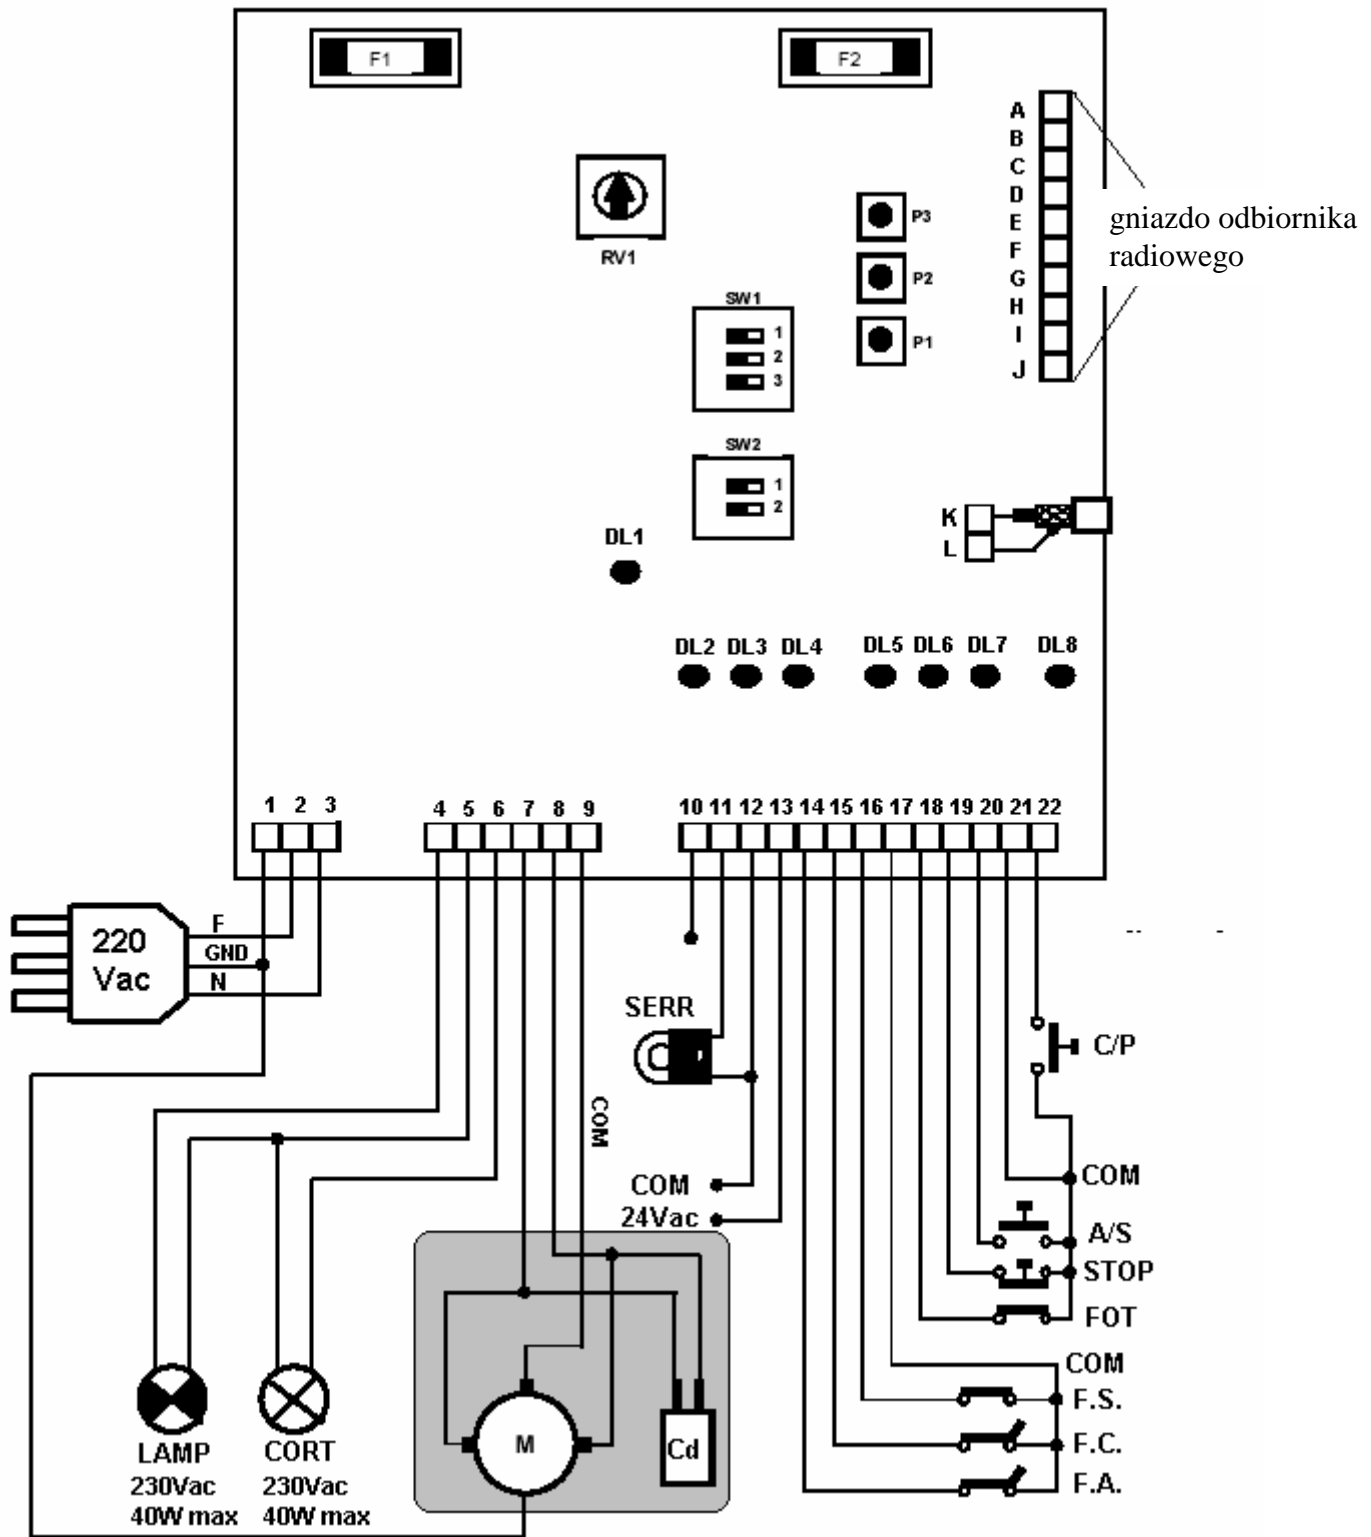 F1
F2
RV1
P3
P2
P1
A
B
C
D
E
F
G
H
I
J
gniazdo odbiornika
radiowego
SW1
1
2
3
SW2
1
2
K
L
DL1
DL2 DL3 DL4 DL5 DL6 DL7 DL8
1 2 3 4 5 6 7 8 9 10 11 12 13 14 15 16 17 18 19 20 21 22
220
Vac
F
GND
N
SERR
C/P
COM
COM
24Vac
COM
A/S
STOP
FOT
COM
F.S.
F.C.
F.A.
M
Cd
LAMP
230Vac
40W max
CORT
230Vac
40W max